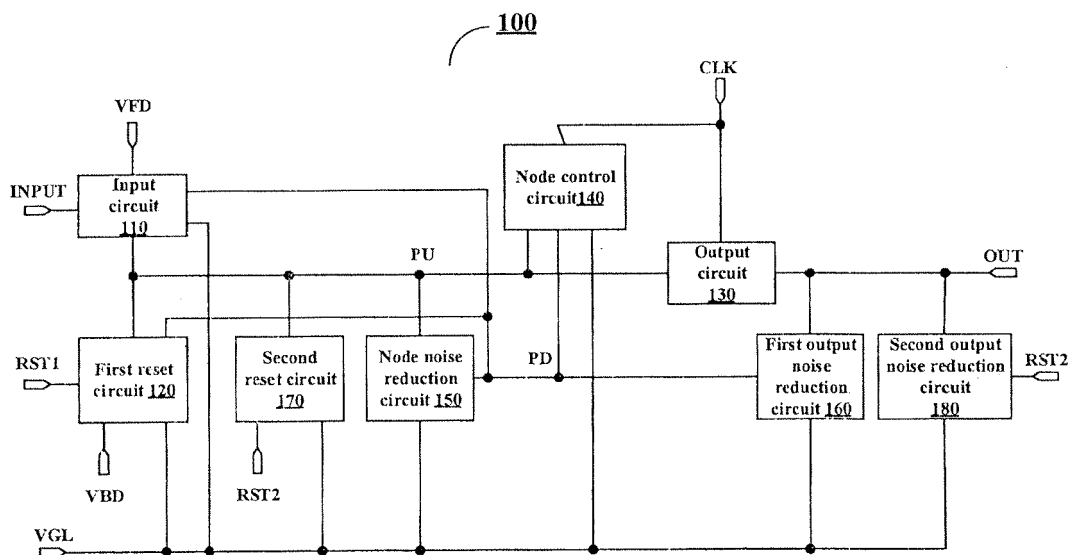 100
CLK
VFD
INPUT
Input
circuit
110
Node control
circuit140
PU
Output
circuit
130
OUT
RST1
First reset
circuit 120
Second
reset circuit
170
Node noise
reduction
circuit 150
PD
First output
noise
reduction
circuit 160
Second output
noise reduction
circuit
180
RST2
VBD
RST2
VGL